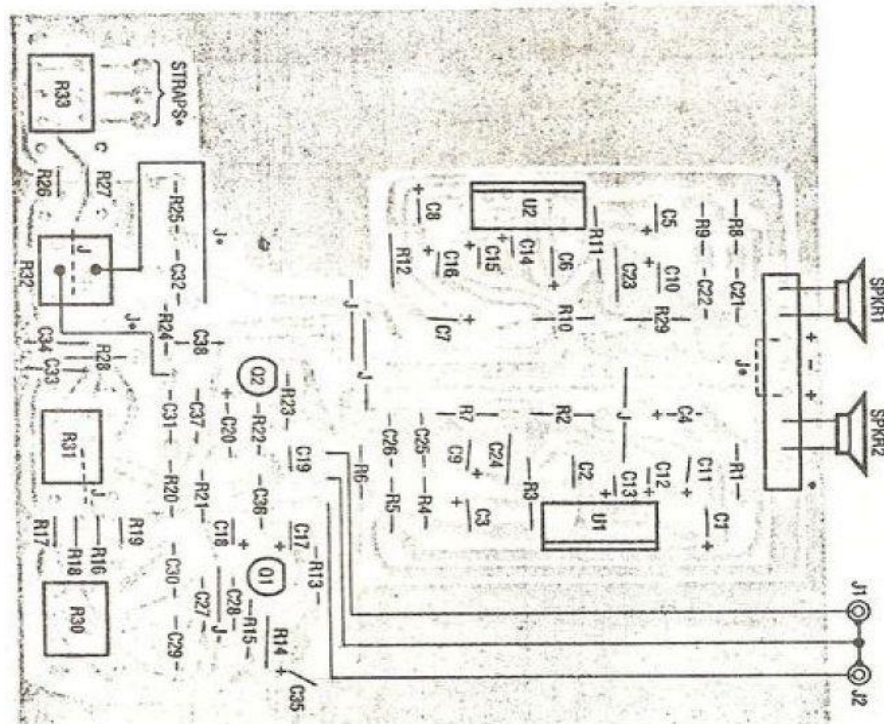 STRAPS*
R33
R26
R27
C8
U2
C5
R9
R8
R25
J*
C16
C15
C14
C6
R11
C23
C10
C22
C21
R12
SPKR1
R32
J
C32
R24
C38
J*
C7
R10
R29
J
J
+
-
+
J*
C34
C33
R28
Q2
R23
R7
R2
J
C4
SPKR2
C31
C37
C20
R22
C19
R6
C26
C25
C9
C24
C2
C13
C12
C11
R1
R31
J
R20
R21
C36
R5
R4
C3
R3
U1
C1
R17
R18
R16
R19
C18
C17
R13
C30
C27
C28
Q1
J1
R30
C29
J
R15
R14
C35
J2